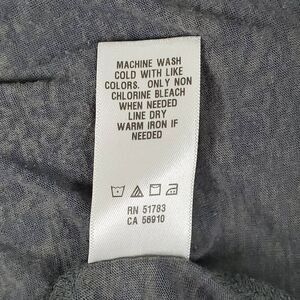 MACHINE WASH
COLD WITH LIKE
COLORS. ONLY NON
CHLORINE BLEACH
WHEN NEEDED
LINE DRY
WARM IRON IF
NEEDED
RN 51783
CA 56910